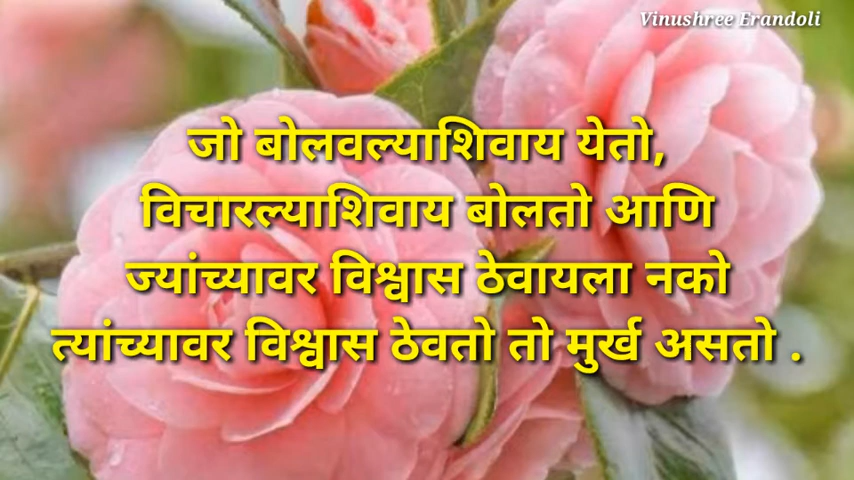 Vinushree Erandoli
जो बोलवल्याशिवाय येतो,
विचारल्याशिवाय बोलतो आणि
ज्यांच्यावर विश्वास ठेवायला नको
त्यांच्यावर विश्वास ठेवतो तो मुर्ख असतो .